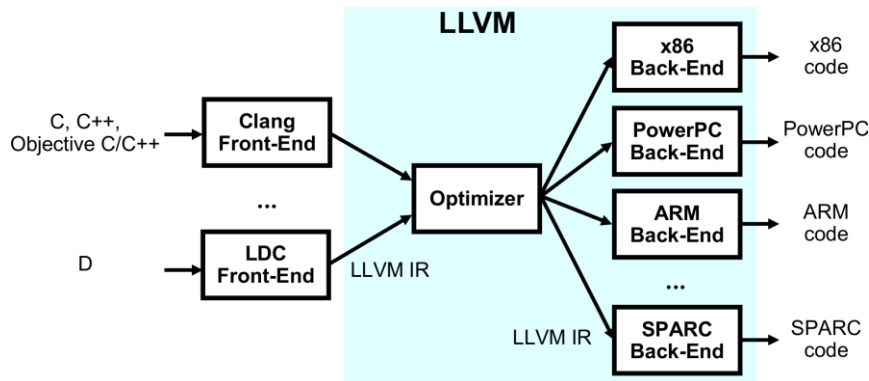 LLVM
C, C++,
Objective C/C++
Clang
Front-End
...
D
LDC
Front-End
LLVM IR
Optimizer
x86
Back-End
x86
code
PowerPC
Back-End
PowerPC
code
ARM
Back-End
ARM
code
...
LLVM IR
SPARC
Back-End
SPARC
code